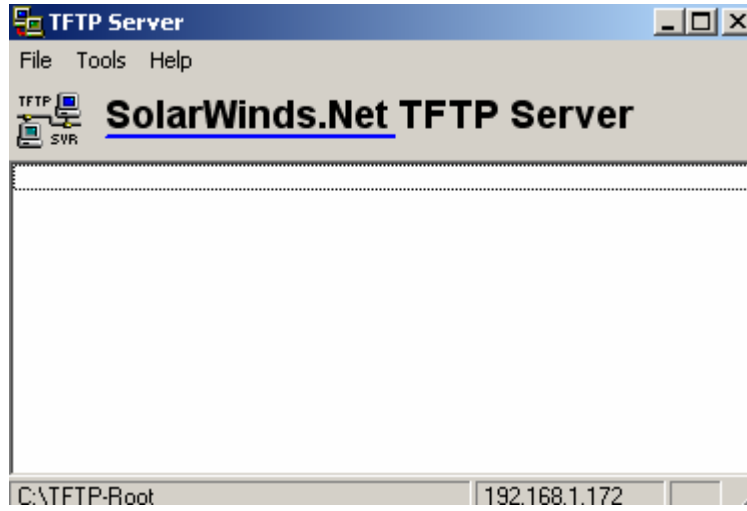 TFTP Server
File Tools Help
TFTP
SVR
SolarWinds.Net TFTP Server
C:\TFTP-Root
192.168.1.172